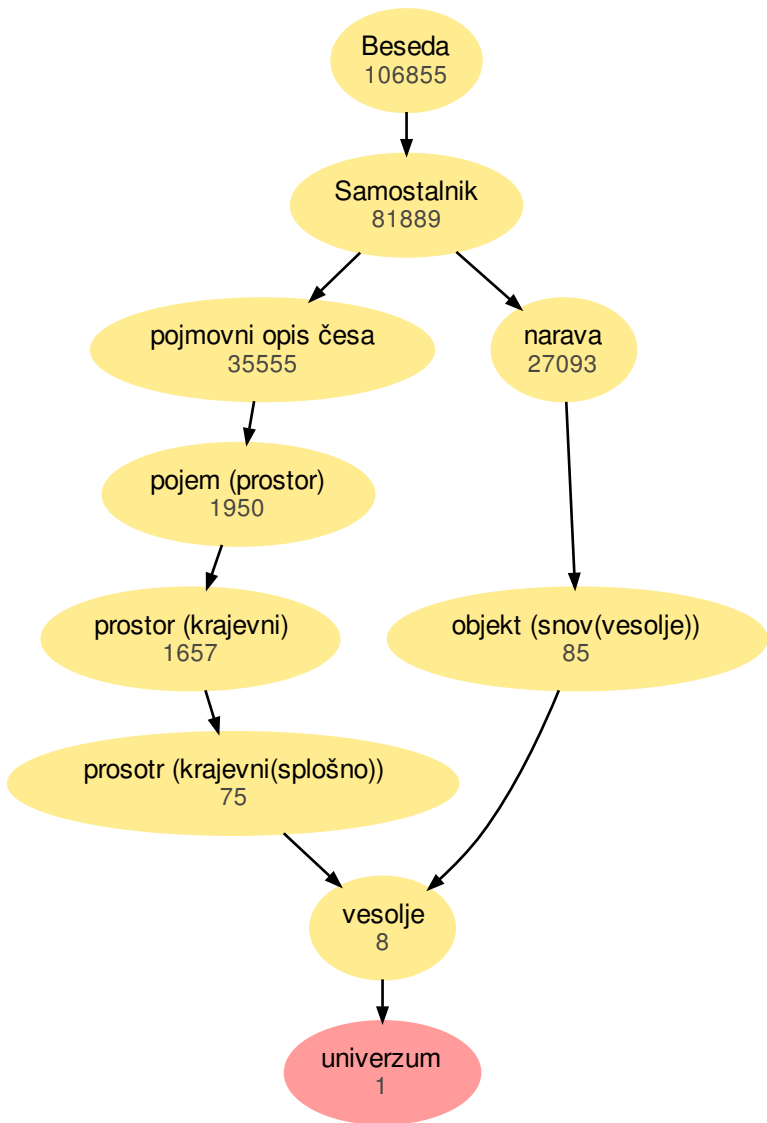 Beseda
106855
Samostalnik
81889
pojmovni opis česa
35555
narava
27093
pojem (prostor)
1950
prostor (krajevni)
1657
objekt (snov(vesolje))
85
prosotr (krajevni(splošno))
75
vesolje
8
univerzum
1